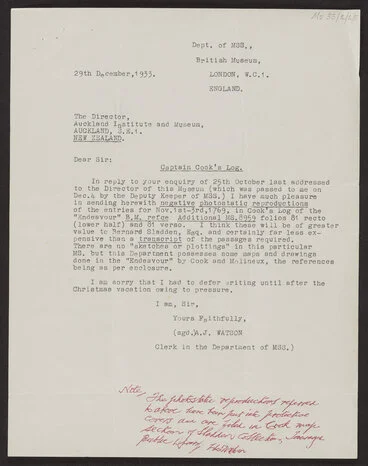 Dept. of MSS.,
British Museum,
29th December,1933. LONDON, W.C.1.
ENGLAND.
The Director,
Auckland Institute and Museum,
AUCKLAND, S.E.1.
NEW ZEALAND.
Dear Sir:
Captain Cook's Log.
In reply to your enquiry of 25th October last addressed
to the Director of this Museum (which was passed to me on
Dec.4 by the Deputy Keeper of MSS.) I have much pleasure
in sending herewith negative photostatic reproductions
of the entries for Nov.1st-3rd,1769, in Cook's Log of the
"Endeavour" B.M. refce Additional MS.8959 folios 81 recto
(lower half) and 81 verso. I think these will be of greater
value to Bernard Sladden, Esq. and certainly far less ex-
pensive than a transcript of the passages required.
There are no "sketches or plottings" in this particular
MS. but this Department possesses some maps and drawings
done in the "Endeavour" by Cook and Molineux, the references
being as per enclosure.
I am sorry that I had to defer writing until after the
Christmas vacation owing to pressure.
I am, Sir,
Yours Faithfully,
(sgd.)A.J. WATSON
Clerk in the Department of MSS.)
Note,
The photostatic reproductions referred
to above have been put in protective
covers and are filed in Cook map
section of Sladden Collection, Tauranga
Public Library